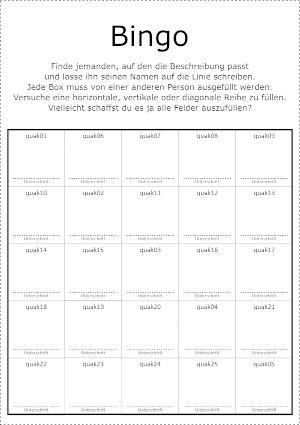 Bingo
Finde jemanden, auf den die Beschreibung passt
und lasse ihn seinen Namen auf die Linie schreiben.
Jede Box muss von einer anderen Person ausgefüllt werden.
Versuche eine horizontale, vertikale oder diagonale Reihe zu füllen.
Vielleicht schaffst du es ja alle Felder auszufüllen?
quak01 quak06 quak07 quak08 quak09
Unterschrift Unterschrift Unterschrift Unterschrift Unterschrift
quak10 quak02 quak11 quak12 quak13
Unterschrift Unterschrift Unterschrift Unterschrift Unterschrift
quak14 quak15 quak03 quak16 quak17
Unterschrift Unterschrift Unterschrift Unterschrift Unterschrift
quak18 quak19 quak20 quak04 quak21
Unterschrift Unterschrift Unterschrift Unterschrift Unterschrift
quak22 quak23 quak24 quak25 quak05
Unterschrift Unterschrift Unterschrift Unterschrift Unterschrift